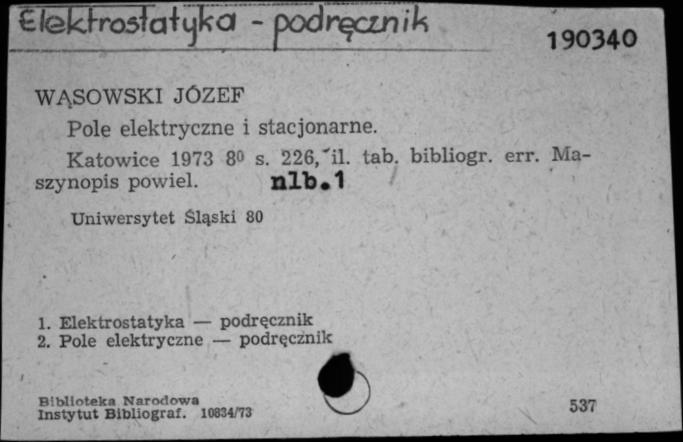 Elektrostatyka - podręcznik
190340
WĄSOWSKI JÓZEF
Pole elektryczne i stacjonarne.
Katowice 1973 8⁰ s. 226, il. tab. bibliogr. err. Ma-
szynopis powiel. nlb.1
Uniwersytet Śląski 80
1. Elektrostatyka — podręcznik
2. Pole elektryczne — podręcznik
Biblioteka Narodowa
Instytut Bibliograf. 10834/73
537